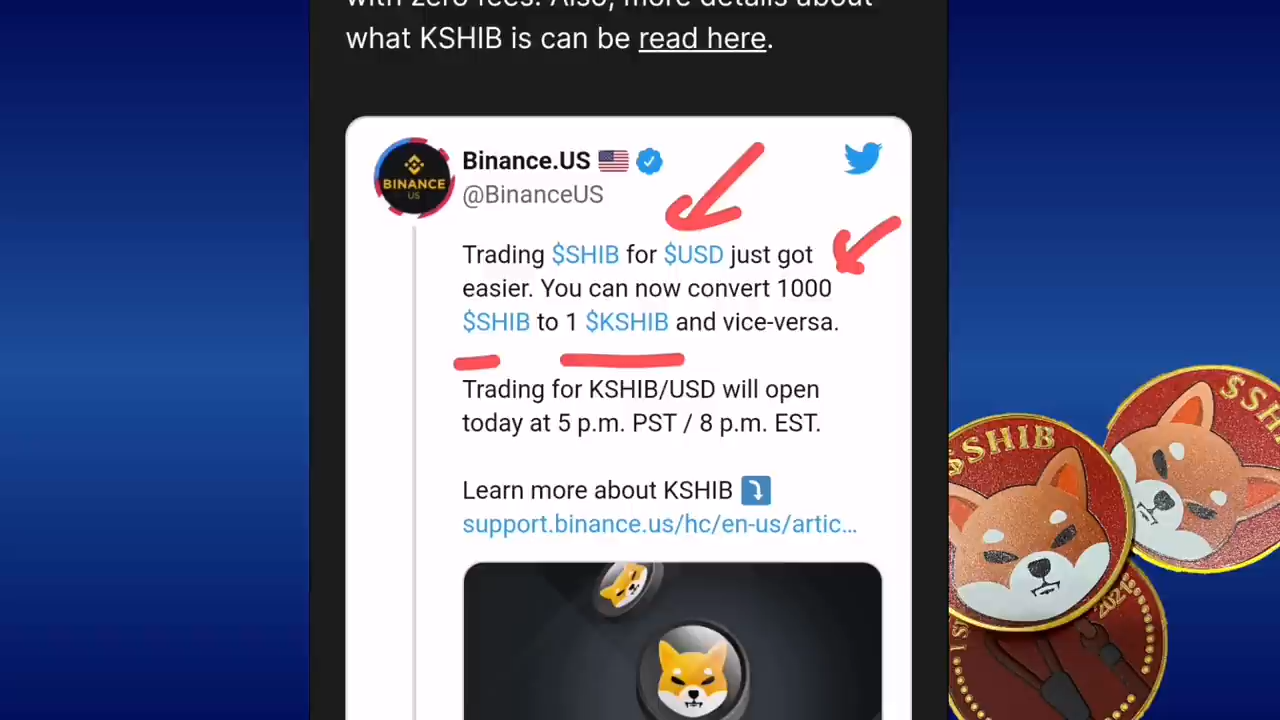 with zero fees. Also, more details about
what KSHIB is can be read here.
Binance.US
@BinanceUS
BINANCE
US
Trading $SHIB for $USD just got
easier. You can now convert 1000
$SHIB to 1 $KSHIB and vice-versa.
Trading for KSHIB/USD will open
today at 5 p.m. PST / 8 p.m. EST.
Learn more about KSHIB
support.binance.us/hc/en-us/artic…
$SHIB
$SH
2021